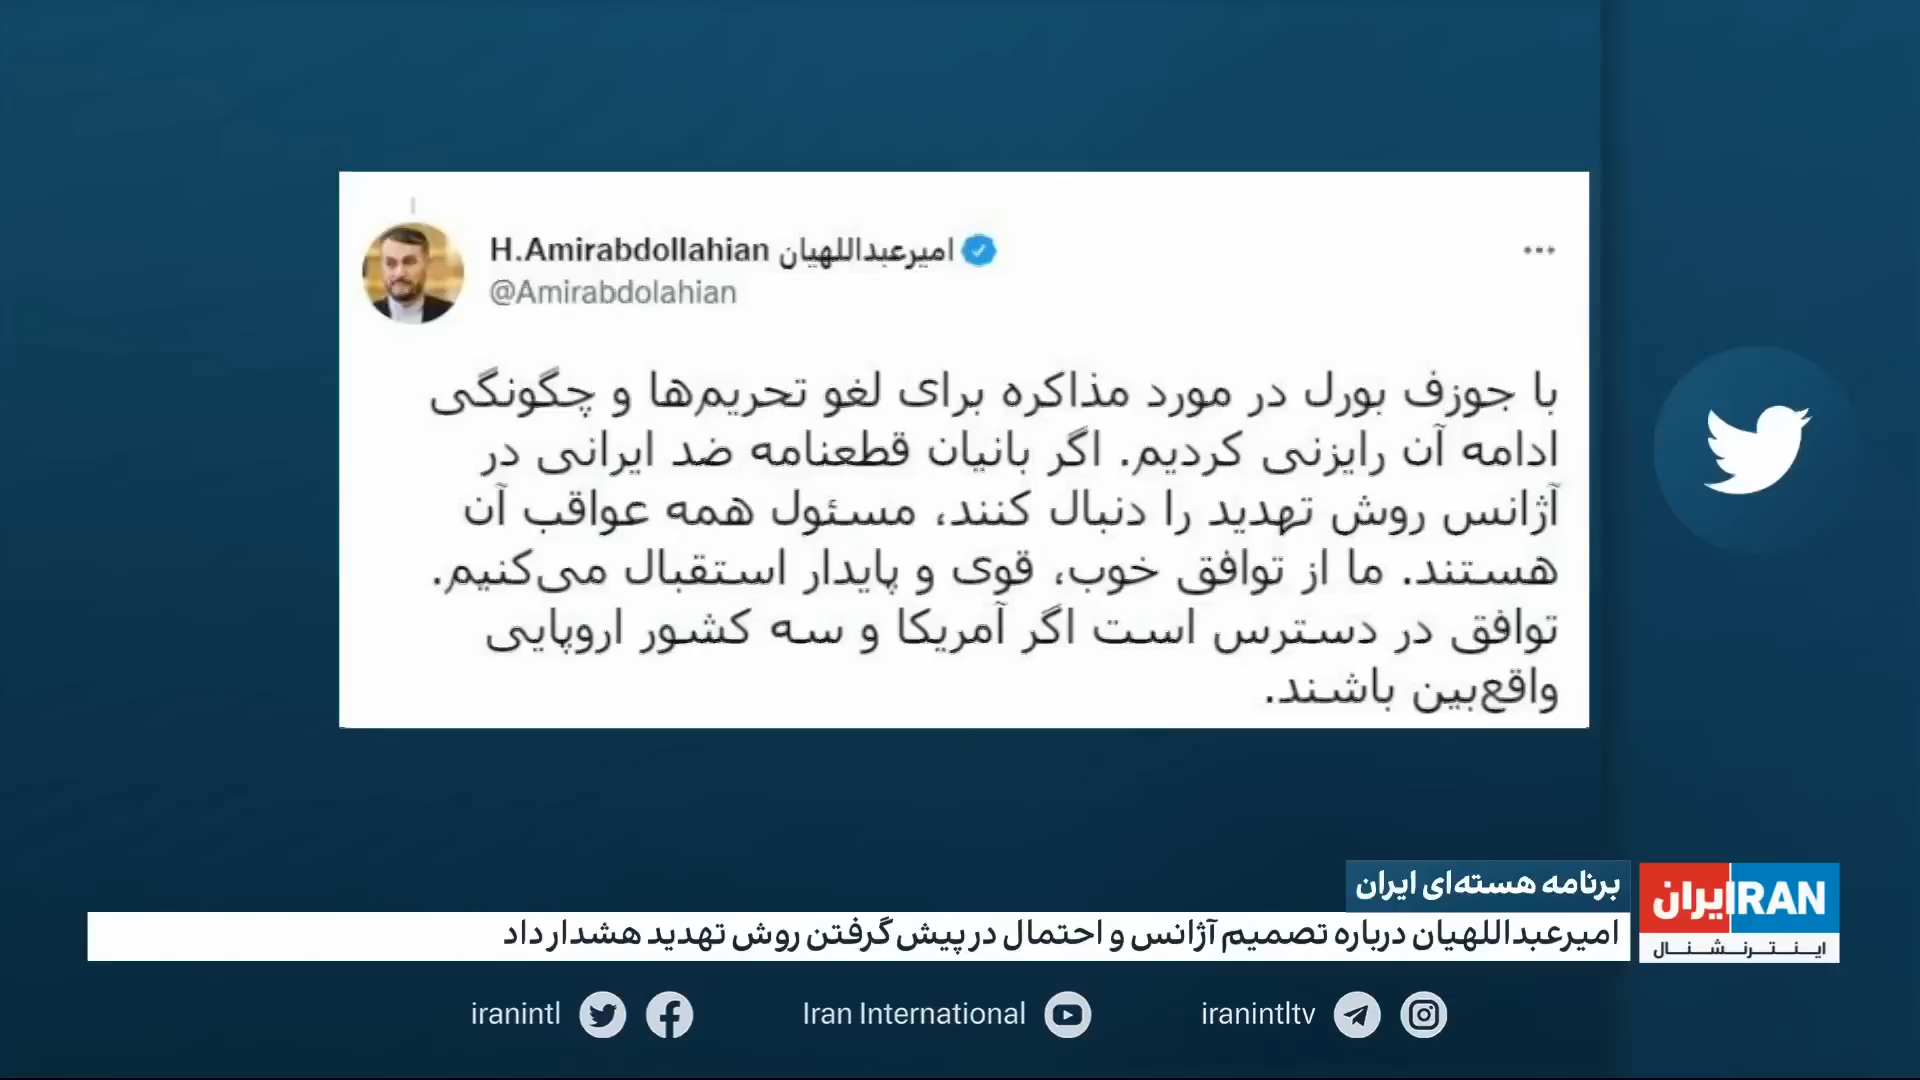 H.Amirabdollahian امیرعبداللهیان
@Amirabdolahian
با جوزف بورل در مورد مذاکره برای لغو تحریم‌ها و چگونگی
ادامه آن رایزنی کردیم. اگر بانیان قطعنامه ضد ایرانی در
آژانس روش تهدید را دنبال کنند، مسئول همه عواقب آن
هستند. ما از توافق خوب، قوی و پایدار استقبال می‌کنیم.
توافق در دسترس است اگر آمریکا و سه کشور اروپایی
واقع‌بین باشند.
برنامه هسته‌ای ایران
امیرعبداللهیان درباره تصمیم آژانس و احتمال در پیش گرفتن روش تهدید هشدار داد
ایران IRAN
اینترنشنال
iranintl
Iran International
iranintltv